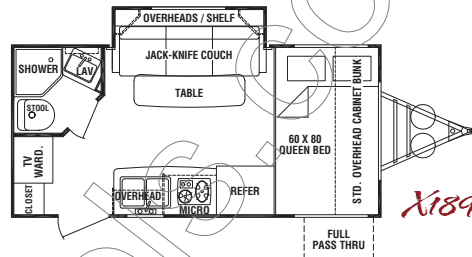 OVERHEADS / SHELF
JACK-KNIFE COUCH
SHOWER
LAV
TABLE
STOOL
60 X 80
QUEEN BED
STD. OVERHEAD CABINET BUNK
TV
WARD.
CLOSET
OVERHEAD
REFER
MICRO
X189
FULL
PASS THRU